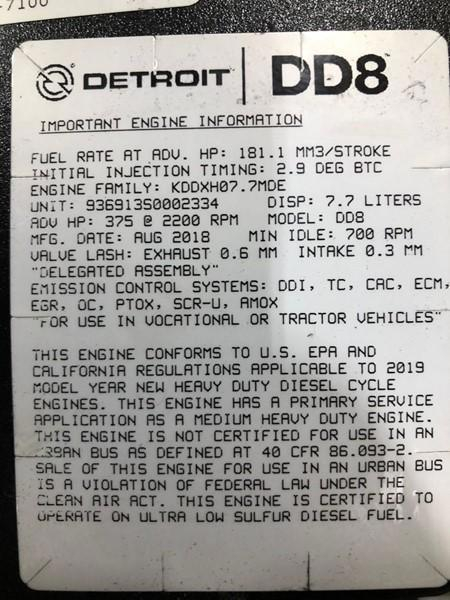 -7100
DETROIT DD8
IMPORTANT ENGINE INFORMATION
FUEL RATE AT ADV. HP: 181.1 MM3/STROKE
INITIAL INJECTION TIMING: 2.9 DEG BTC
ENGINE FAMILY: KDDXH07.7MDE
UNIT: 936913S0002334 DISP: 7.7 LITERS
ADV HP: 375 @ 2200 RPM MODEL: DD8
MFG. DATE: AUG 2018 MIN IDLE: 700 RPM
VALVE LASH: EXHAUST 0.6 MM INTAKE 0.3 MM
"DELEGATED ASSEMBLY"
EMISSION CONTROL SYSTEMS: DDI, TC, CAC, ECM,
EGR, OC, PTOX, SCR-U, AMOX
"FOR USE IN VOCATIONAL OR TRACTOR VEHICLES"
THIS ENGINE CONFORMS TO U.S. EPA AND
CALIFORNIA REGULATIONS APPLICABLE TO 2019
MODEL YEAR NEW HEAVY DUTY DIESEL CYCLE
ENGINES. THIS ENGINE HAS A PRIMARY SERVICE
APPLICATION AS A MEDIUM HEAVY DUTY ENGINE.
THIS ENGINE IS NOT CERTIFIED FOR USE IN AN
URBAN BUS AS DEFINED AT 40 CFR 86.093-2.
SALE OF THIS ENGINE FOR USE IN AN URBAN BUS
IS A VIOLATION OF FEDERAL LAW UNDER THE
CLEAN AIR ACT. THIS ENGINE IS CERTIFIED TO
OPERATE ON ULTRA LOW SULFUR DIESEL FUEL.